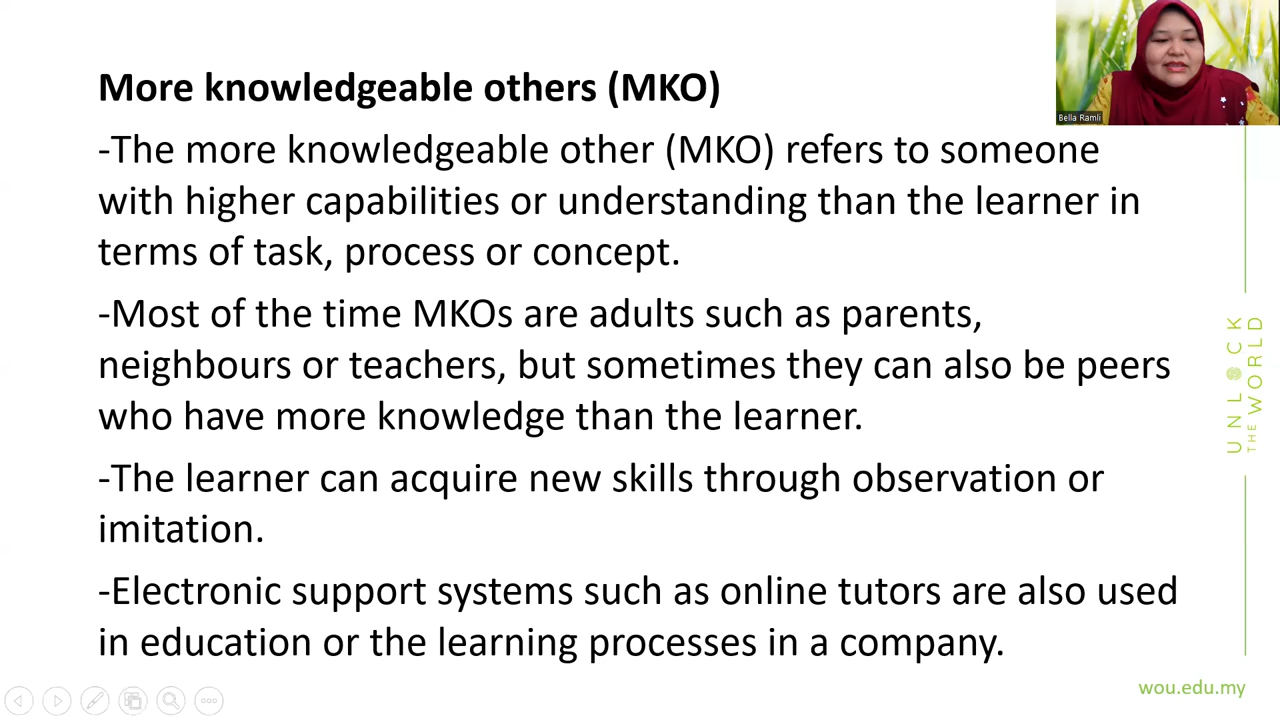 Bella Ramli
More knowledgeable others (MKO)
-The more knowledgeable other (MKO) refers to someone
with higher capabilities or understanding than the learner in
terms of task, process or concept.
-Most of the time MKOs are adults such as parents,
neighbours or teachers, but sometimes they can also be peers
who have more knowledge than the learner.
-The learner can acquire new skills through observation or
imitation.
-Electronic support systems such as online tutors are also used
in education or the learning processes in a company.
UNLOCK
THE WORLD
wou.edu.my